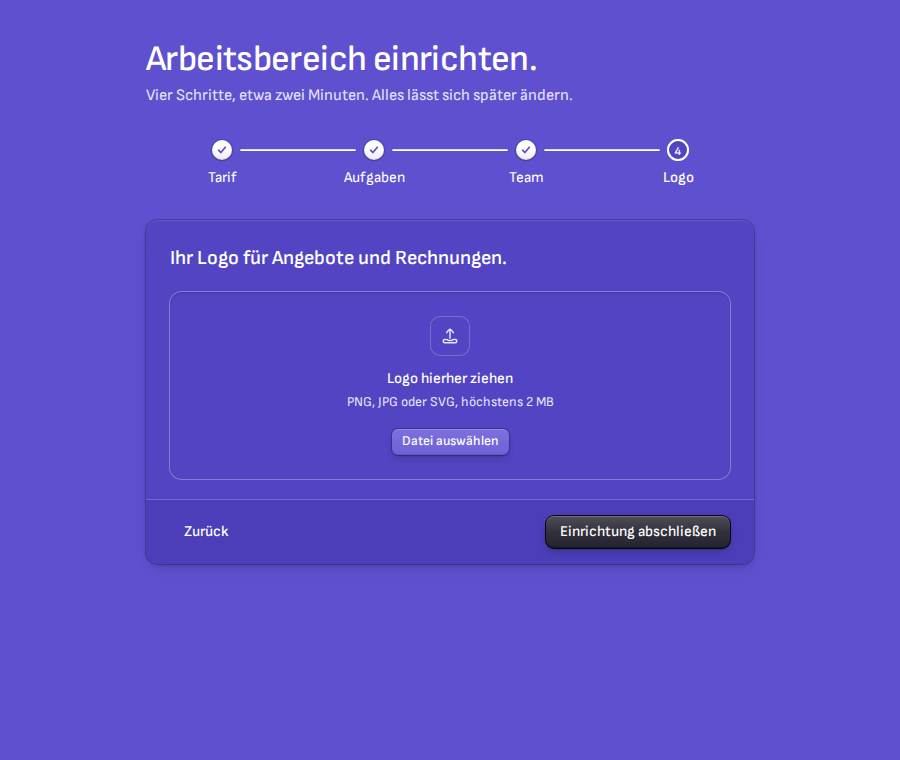 Arbeitsbereich einrichten.
Vier Schritte, etwa zwei Minuten. Alles lässt sich später ändern.
4
Tarif Aufgaben Team Logo
Ihr Logo für Angebote und Rechnungen.
Logo hierher ziehen
PNG, JPG oder SVG, höchstens 2 MB
Datei auswählen
Zurück Einrichtung abschließen